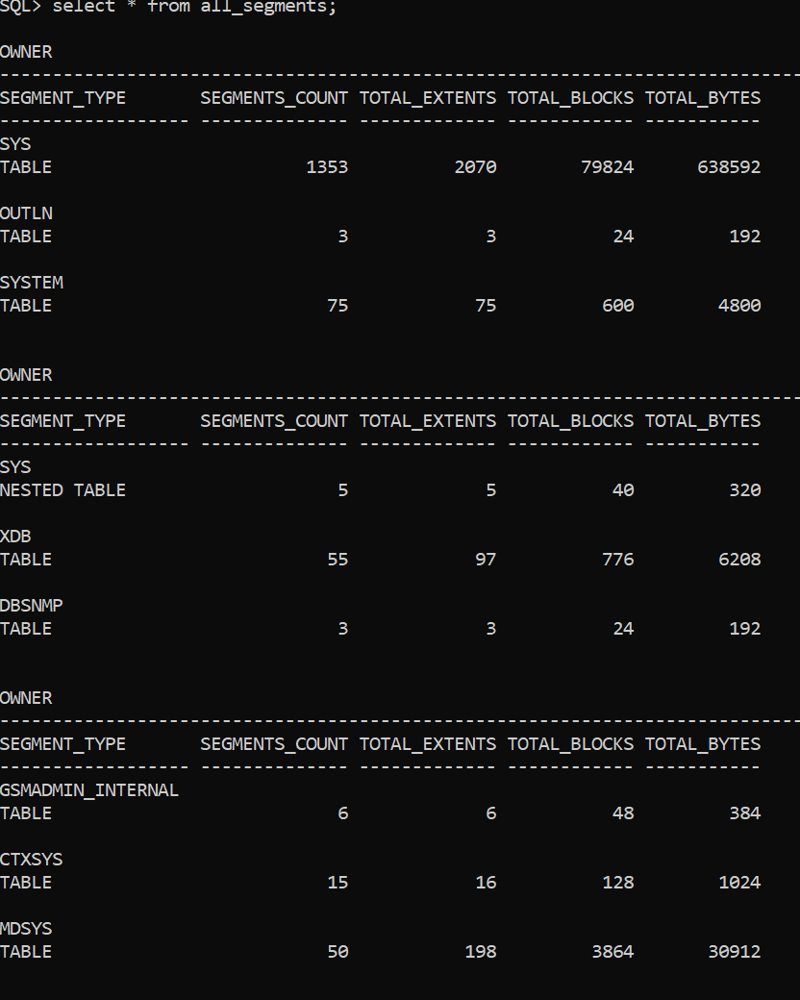 SQL> select * from all_segments;
OWNER
--------------------------------------------------------------------------------
SEGMENT_TYPE       SEGMENTS_COUNT TOTAL_EXTENTS TOTAL_BLOCKS TOTAL_BYTES
------------------ -------------- ------------- ------------ -----------
SYS
TABLE                        1353          2070        79824      638592
OUTLN
TABLE                           3             3           24         192
SYSTEM
TABLE                          75            75          600        4800
OWNER
--------------------------------------------------------------------------------
SEGMENT_TYPE       SEGMENTS_COUNT TOTAL_EXTENTS TOTAL_BLOCKS TOTAL_BYTES
------------------ -------------- ------------- ------------ -----------
SYS
NESTED TABLE                    5             5           40         320
XDB
TABLE                          55            97          776        6208
DBSNMP
TABLE                           3             3           24         192
OWNER
--------------------------------------------------------------------------------
SEGMENT_TYPE       SEGMENTS_COUNT TOTAL_EXTENTS TOTAL_BLOCKS TOTAL_BYTES
------------------ -------------- ------------- ------------ -----------
GSMADMIN_INTERNAL
TABLE                           6             6           48         384
CTXSYS
TABLE                          15            16          128        1024
MDSYS
TABLE                          50           198         3864       30912